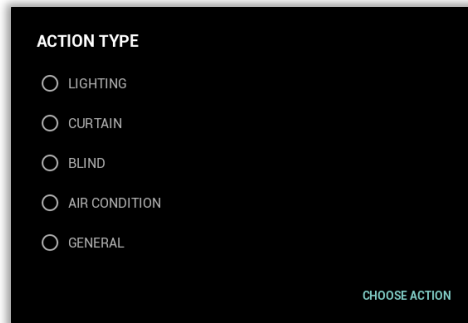 ACTION TYPE
LIGHTING
CURTAIN
BLIND
AIR CONDITION
GENERAL
CHOOSE ACTION